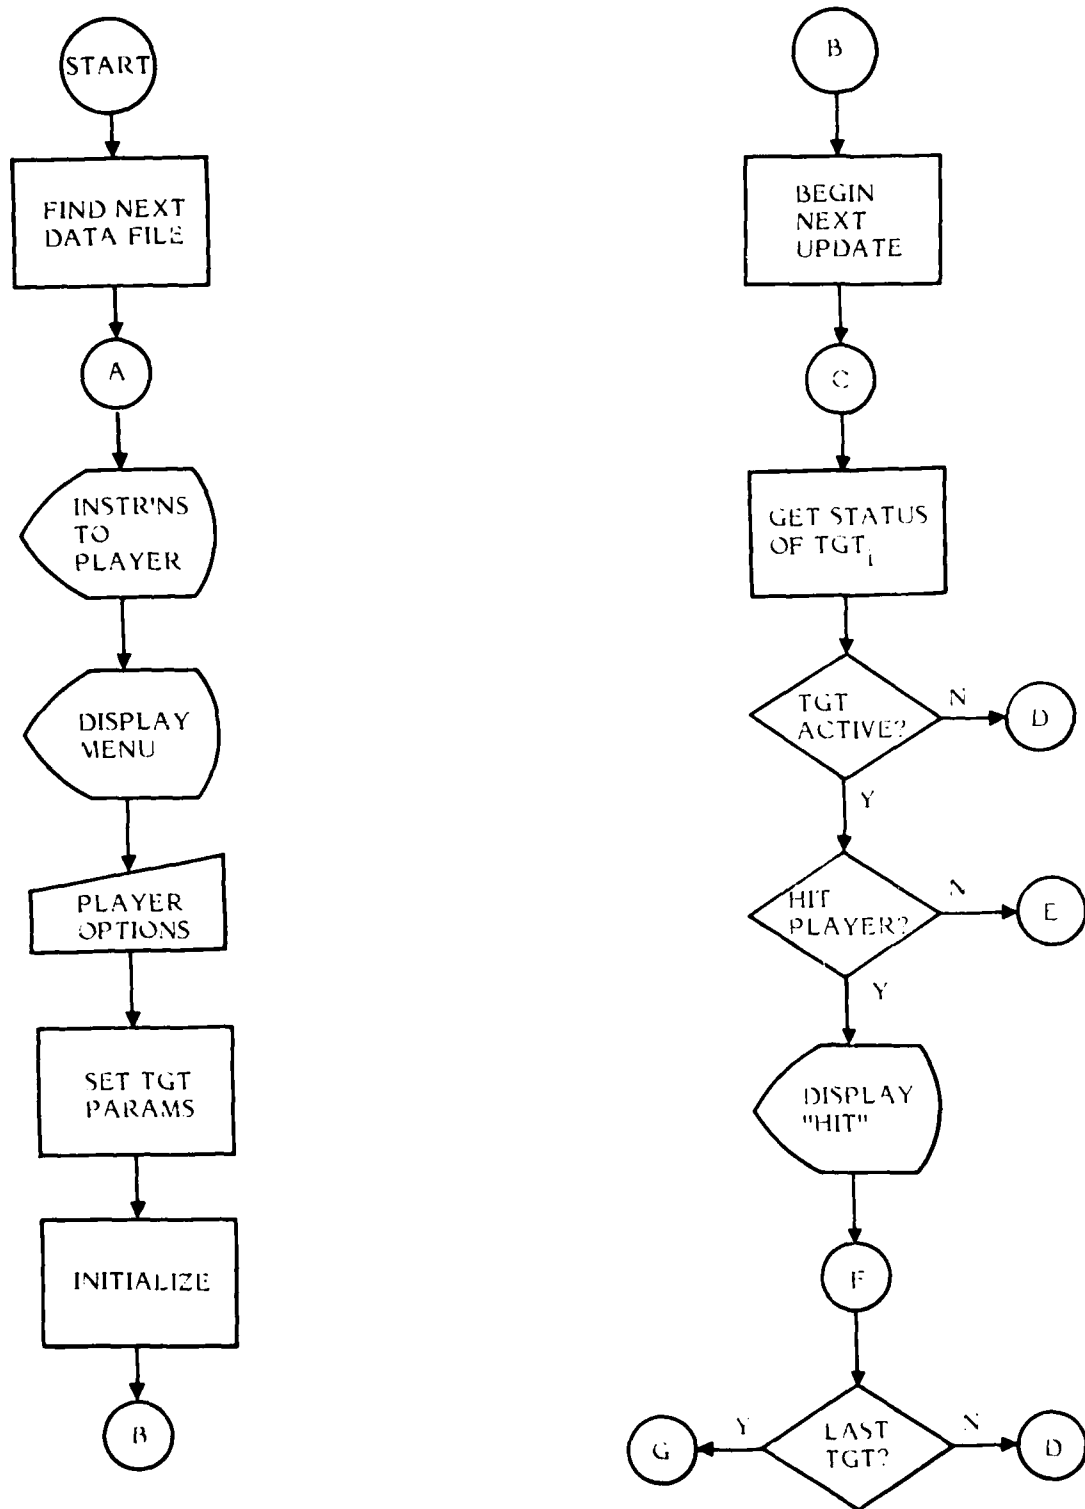 START
FIND NEXT
DATA FILE
A
INSTR'NS
TO
PLAYER
DISPLAY
MENU
PLAYER
OPTIONS
SET TGT
PARAMS
INITIALIZE
B
B
BEGIN
NEXT
UPDATE
C
GET STATUS
OF TGTi
TGT
ACTIVE?
N
D
Y
HIT
PLAYER?
N
E
Y
DISPLAY
"HIT"
F
LAST
TGT?
Y
G
N
D